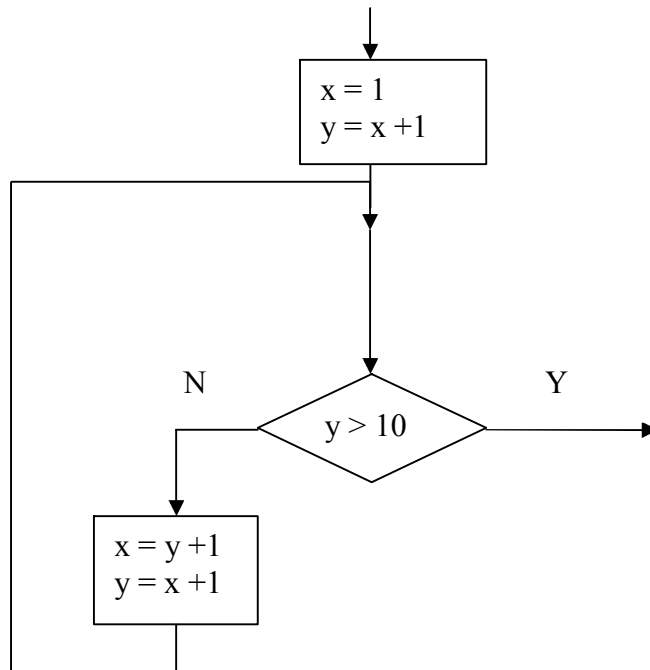 x = 1
y = x +1
N
Y
y > 10
x = y +1
y = x +1